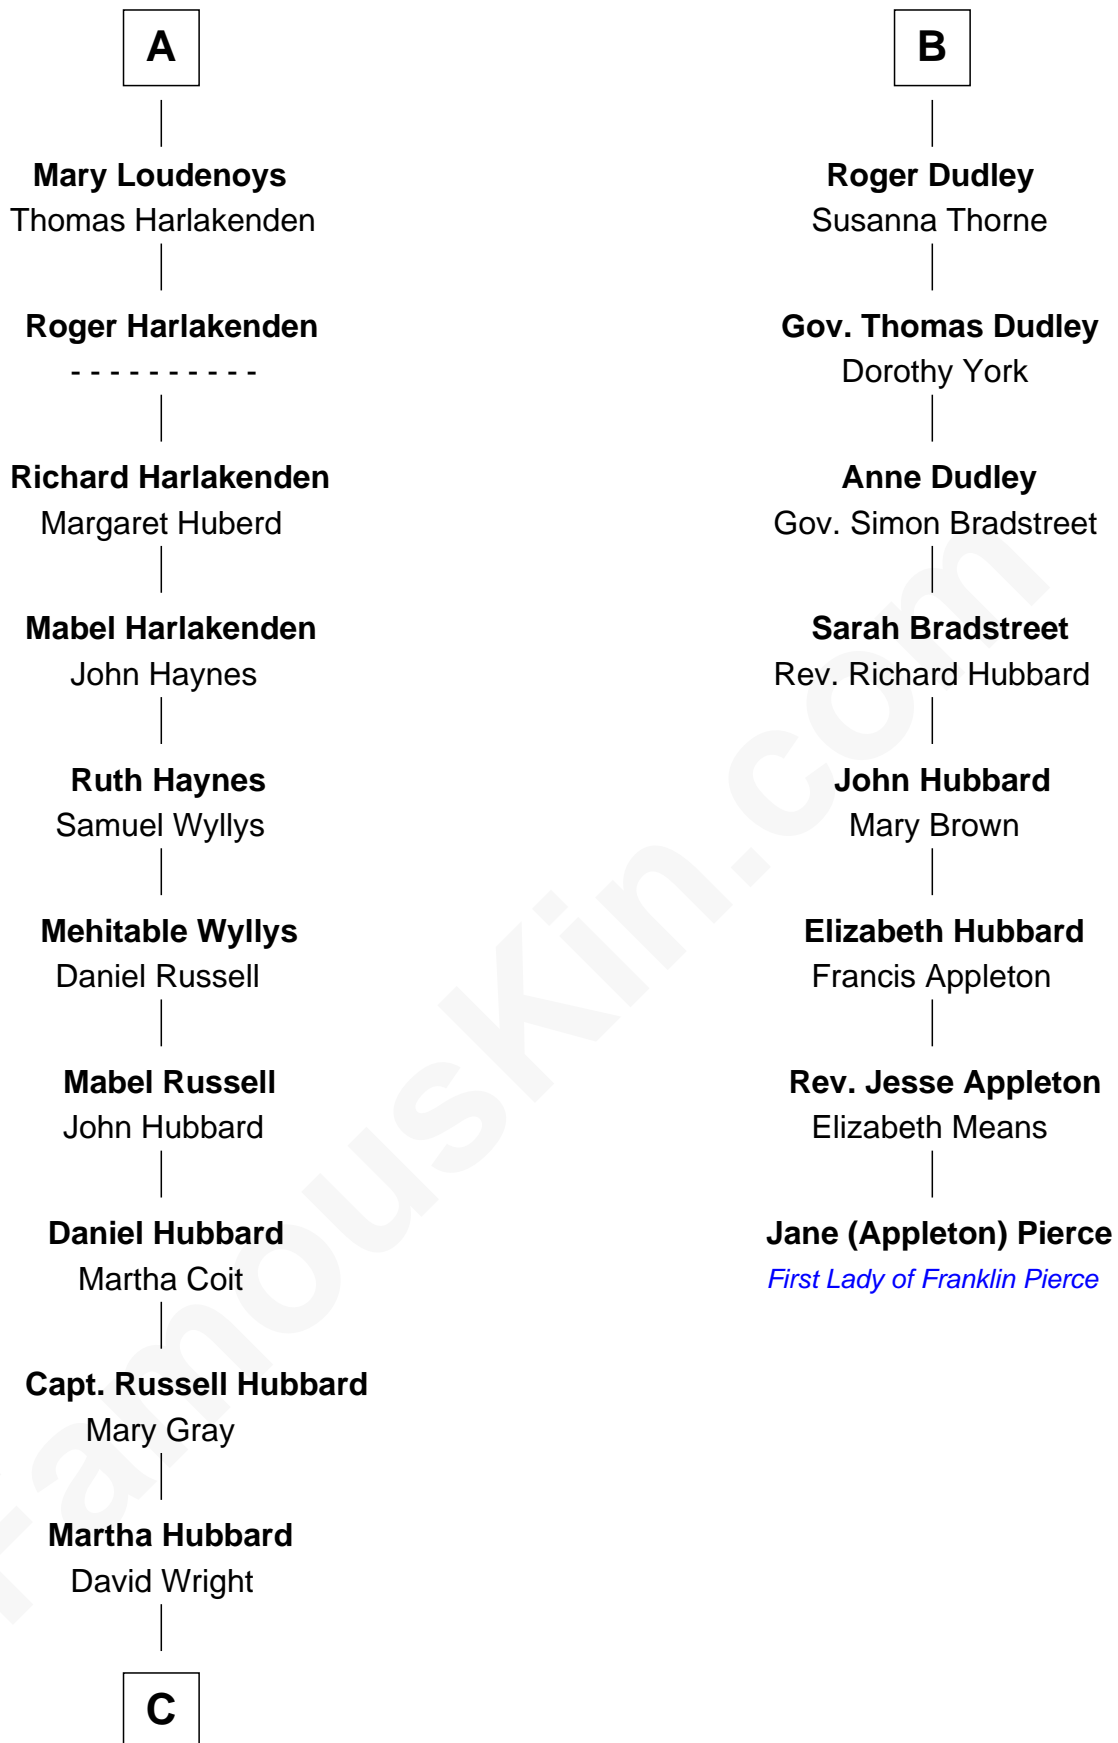 A
Mary Loudenoys
Thomas Harlakenden
Roger Harlakenden
- - - - - - - - - -
Richard Harlakenden
Margaret Huberd
Mabel Harlakenden
John Haynes
Ruth Haynes
Samuel Wyllys
Mehitable Wyllys
Daniel Russell
Mabel Russell
John Hubbard
Daniel Hubbard
Martha Coit
Capt. Russell Hubbard
Mary Gray
Martha Hubbard
David Wright
C
B
Roger Dudley
Susanna Thorne
Gov. Thomas Dudley
Dorothy York
Anne Dudley
Gov. Simon Bradstreet
Sarah Bradstreet
Rev. Richard Hubbard
John Hubbard
Mary Brown
Elizabeth Hubbard
Francis Appleton
Rev. Jesse Appleton
Elizabeth Means
Jane (Appleton) Pierce
First Lady of Franklin Pierce
FamousKin.com